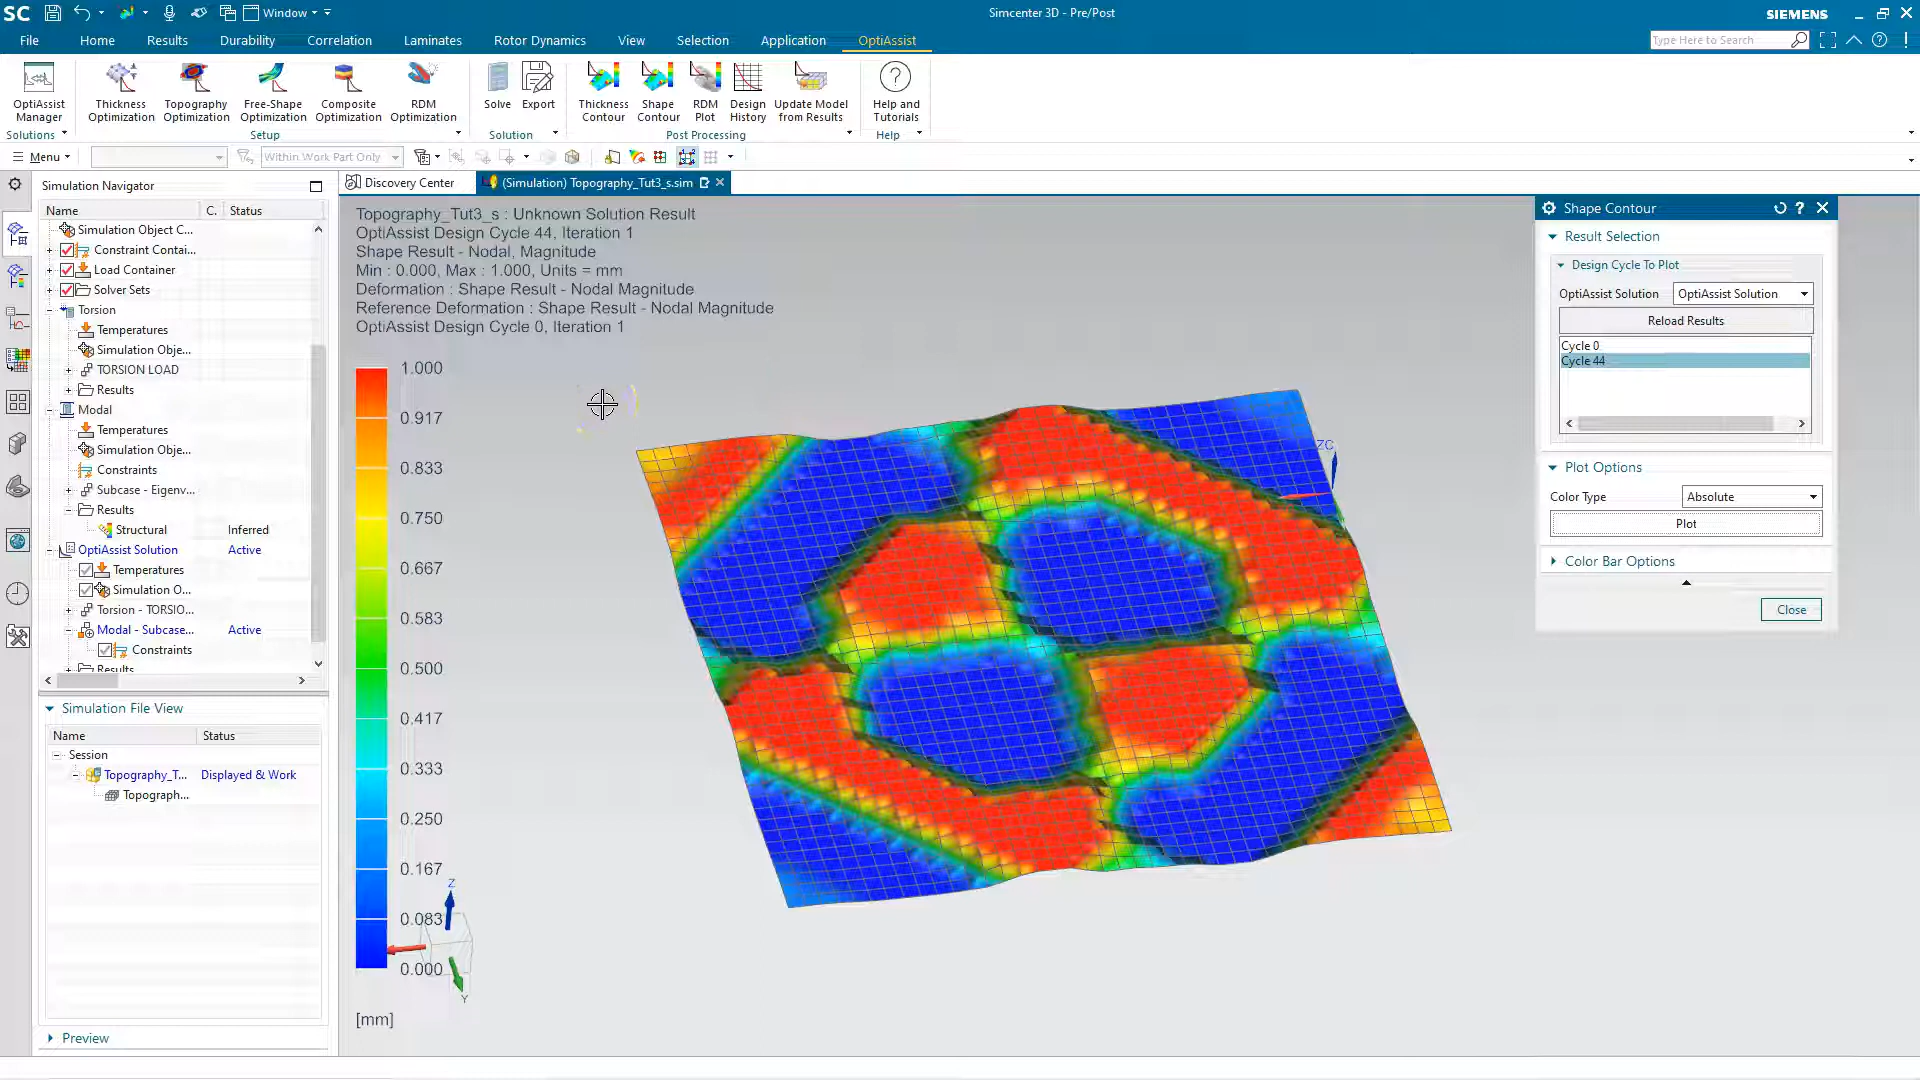 SC
Window
Simcenter 3D - Pre/Post
SIEMENS
File
Home
Results
Durability
Correlation
Laminates
Rotor Dynamics
View
Selection
Application
OptiAssist
Type Here to Search
OptiAssist Manager
Thickness Optimization
Topography Optimization
Free-Shape Optimization
Composite Optimization
RDM Optimization
Solve
Export
Thickness Contour
Shape Contour
RDM Plot
Design History
Update Model from Results
Help and Tutorials
Solutions
Setup
Solution
Post Processing
Help
Menu
Within Work Part Only
Simulation Navigator
Discovery Center
(Simulation) Topography_Tut3_s.sim
Name
C.
Status
Simulation Object C...
Constraint Contai...
Load Container
Solver Sets
Torsion
Temperatures
Simulation Obje...
TORSION LOAD
Results
Modal
Temperatures
Simulation Obje...
Constraints
Subcase - Eigenv...
Results
Structural
Inferred
OptiAssist Solution
Active
Temperatures
Simulation O...
Torsion - TORSIO...
Modal - Subcase...
Active
Constraints
Results
Simulation File View
Name
Status
Session
Topography_T...
Displayed & Work
Topograph...
Preview
Topography_Tut3_s : Unknown Solution Result
OptiAssist Design Cycle 44, Iteration 1
Shape Result - Nodal, Magnitude
Min : 0.000, Max : 1.000, Units = mm
Deformation : Shape Result - Nodal Magnitude
Reference Deformation : Shape Result - Nodal Magnitude
OptiAssist Design Cycle 0, Iteration 1
1.000
0.917
0.833
0.750
0.667
0.583
0.500
0.417
0.333
0.250
0.167
0.083
0.000
[mm]
Z
Y
ZC
Shape Contour
Result Selection
Design Cycle To Plot
OptiAssist Solution
OptiAssist Solution
Reload Results
Cycle 0
Cycle 44
Plot Options
Color Type
Absolute
Plot
Color Bar Options
Close